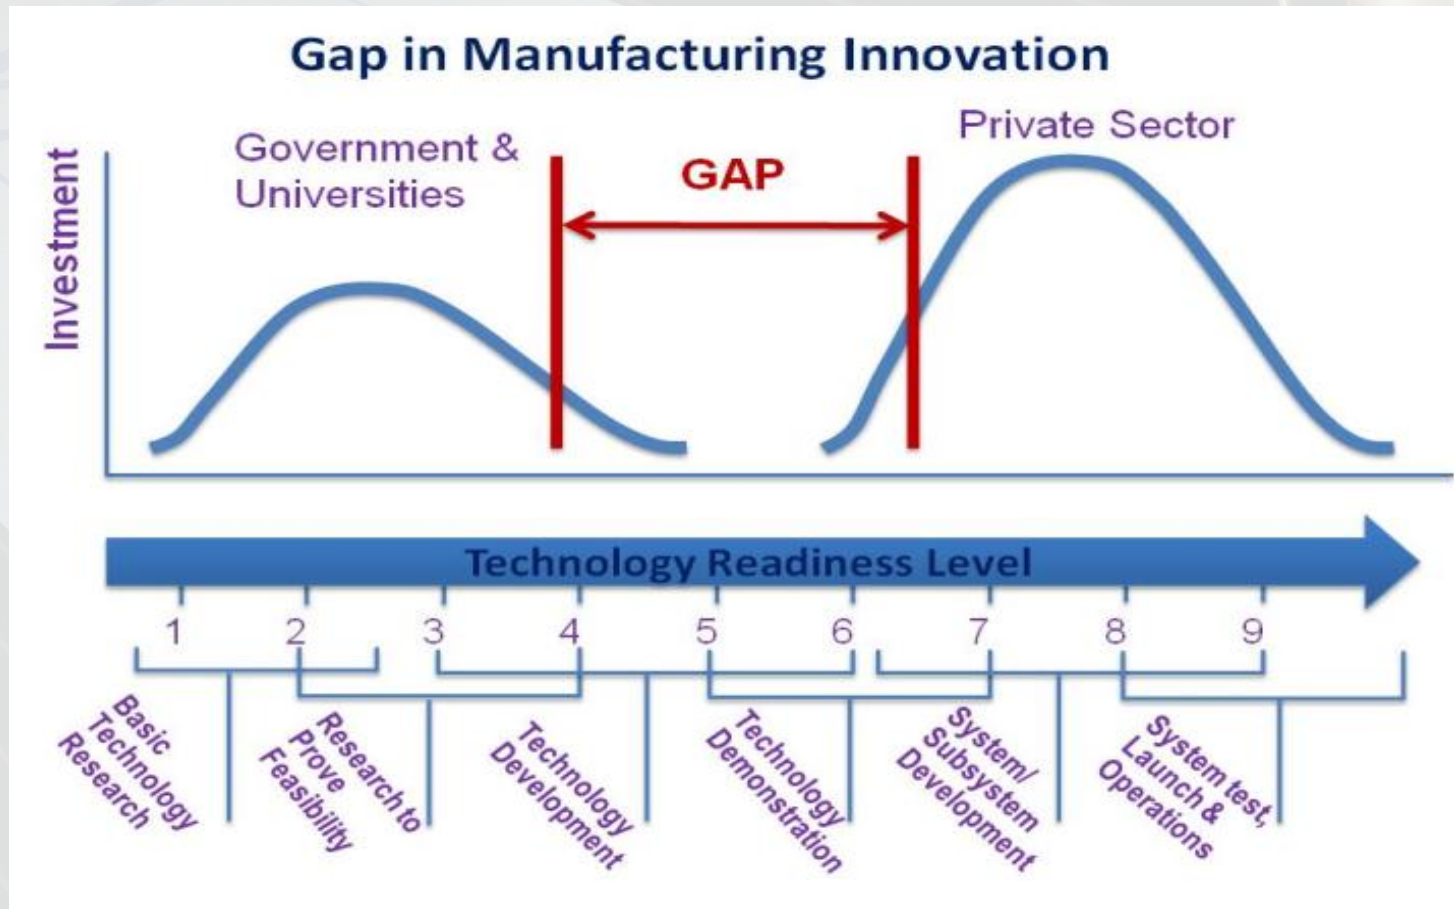 Gap in Manufacturing Innovation
Government &
Universities
Private Sector
GAP
Investment
Technology Readiness Level
1 2 3 4 5 6 7 8 9
Basic
Technology
Research
Research to
Prove
Feasibility
Technology
Development
Technology
Demonstration
System/
Subsystem
Development
System test,
Launch &
Operations